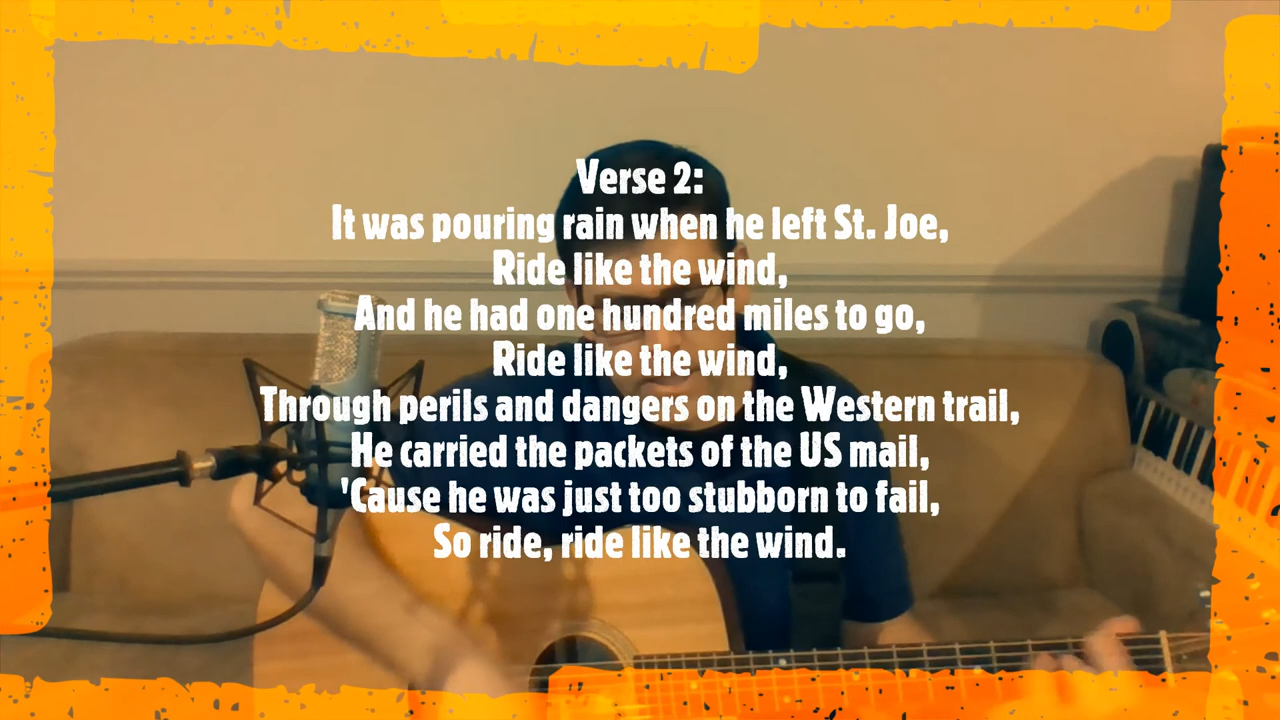 Verse 2:
It was pouring rain when he left St. Joe,
Ride like the wind,
And he had one hundred miles to go,
Ride like the wind,
Through perils and dangers on the Western trail,
He carried the packets of the US mail,
'Cause he was just too stubborn to fail,
So ride, ride like the wind.